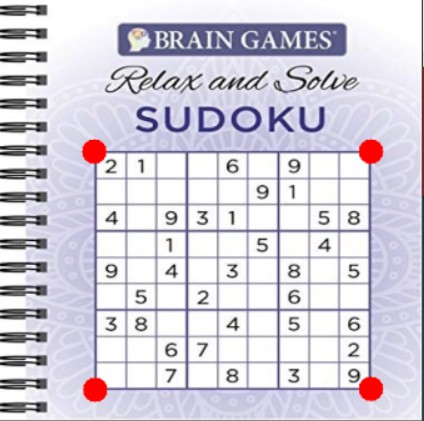 BRAIN GAMES
Relax and Solve
SUDOKU
2 1 6 9
9 1
4 9 3 1 5 8
1 5 4
9 4 3 8 5
5 2 6
3 8 4 5 6
6 7 2
7 8 3 9